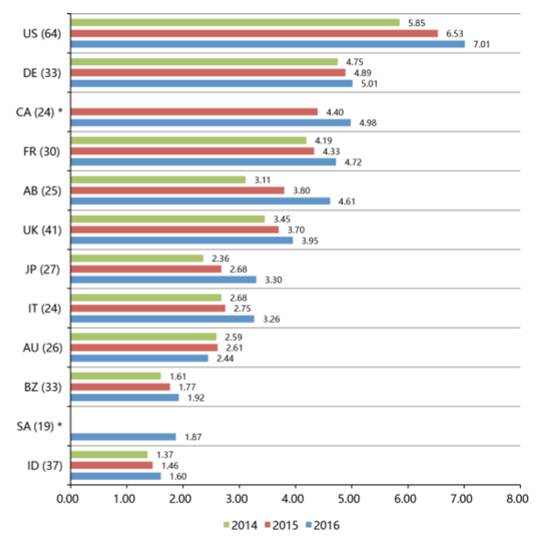 US (64)
5.85
6.53
7.01
DE (33)
4.75
4.89
5.01
CA (24) *
4.40
4.98
FR (30)
4.19
4.33
4.72
AB (25)
3.11
3.80
4.61
UK (41)
3.45
3.70
3.95
JP (27)
2.36
2.68
3.30
IT (24)
2.68
2.75
3.26
AU (26)
2.59
2.61
2.44
BZ (33)
1.61
1.77
1.92
SA (19) *
1.87
ID (37)
1.37
1.46
1.60
0.00 1.00 2.00 3.00 4.00 5.00 6.00 7.00 8.00
2014 2015 2016